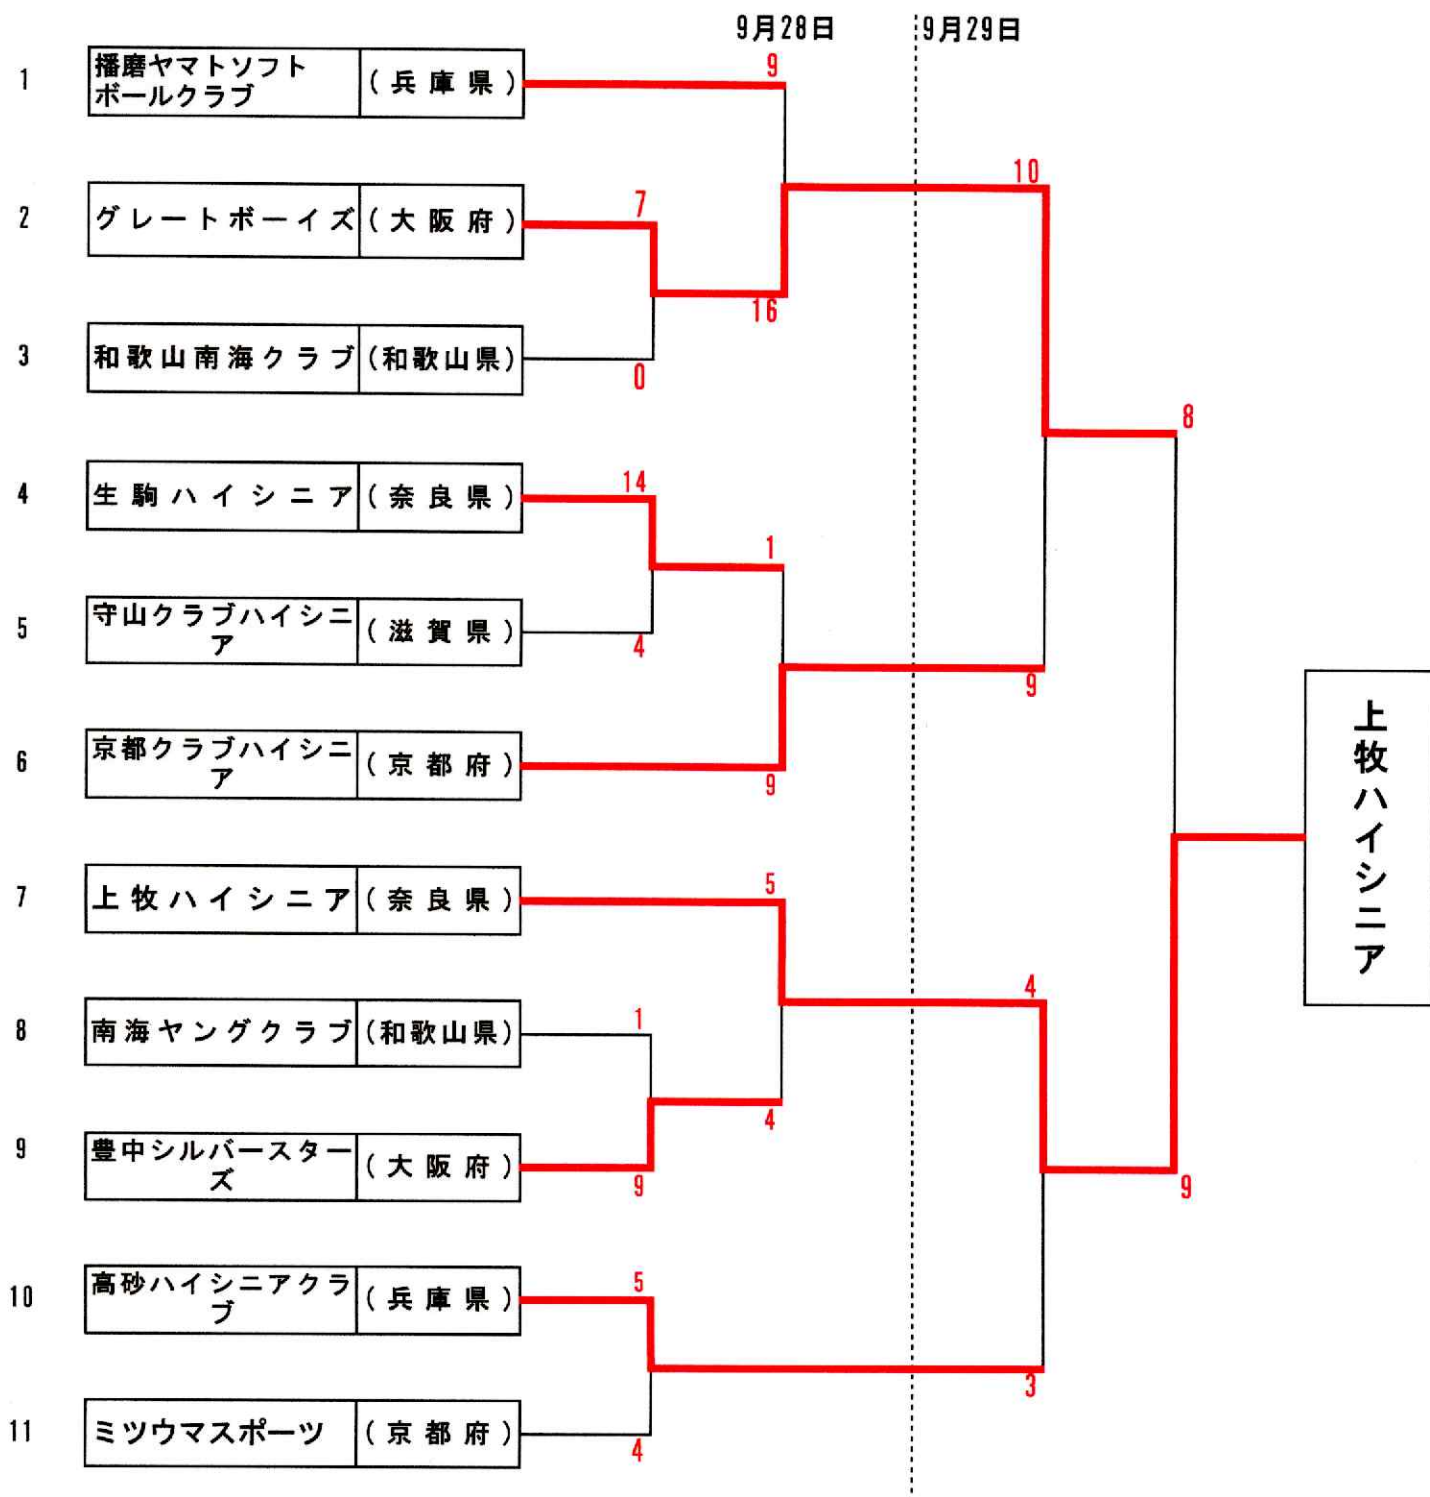 9月28日
9月29日
1
播磨ヤマトソフト
ボールクラブ
(兵庫県)
9
10
2
グレートボーイズ
(大阪府)
7
16
3
和歌山南海クラブ
(和歌山県)
0
8
4
生駒ハイシニア
(奈良県)
14
1
5
守山クラブハイシニ
ア
(滋賀県)
4
9
6
京都クラブハイシニ
ア
(京都府)
9
上牧ハイシニア
7
上牧ハイシニア
(奈良県)
5
4
8
南海ヤングクラブ
(和歌山県)
1
4
9
豊中シルバースター
ズ
(大阪府)
9
9
10
高砂ハイシニアクラ
ブ
(兵庫県)
5
3
11
ミツウマスポーツ
(京都府)
4